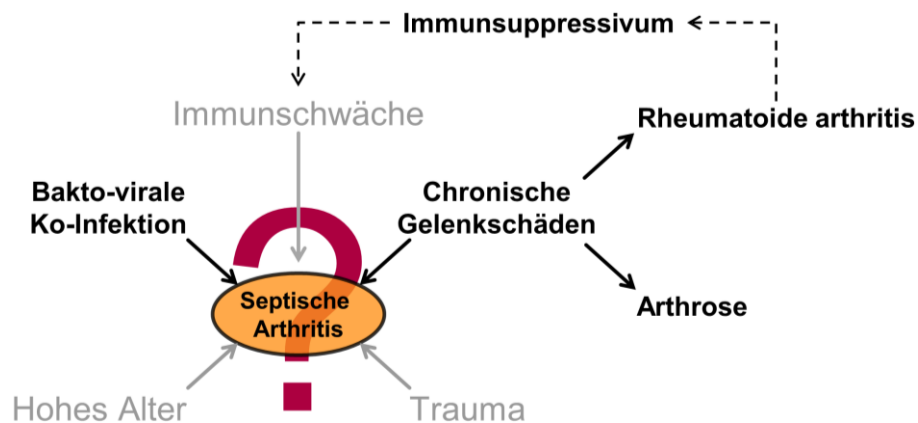 Immunsuppressivum
Immunschwäche
Rheumatoide arthritis
Bakto-virale
Ko-Infektion
Chronische
Gelenkschäden
?
Septische
Arthritis
Arthrose
Hohes Alter
Trauma